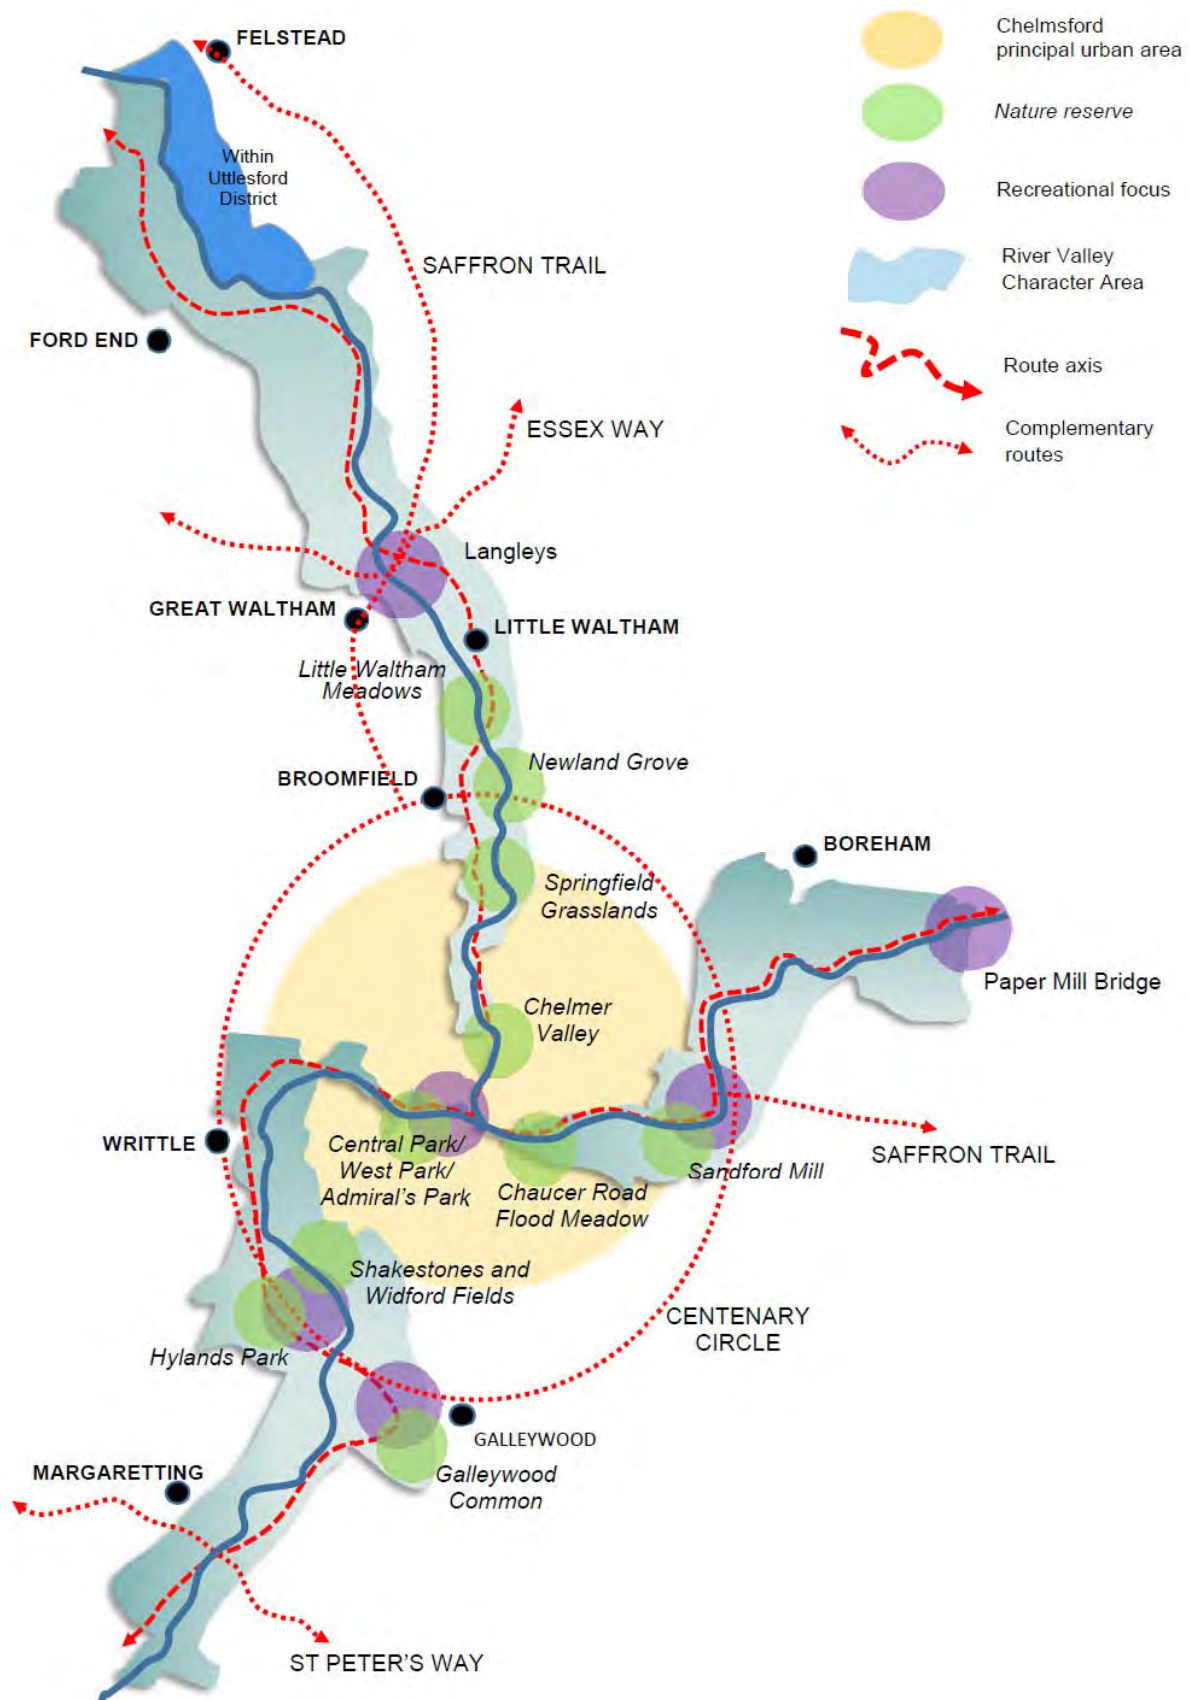 FELSTEAD
Chelmsford
principal urban area
Nature reserve
Within
Uttlesford
District
Recreational focus
River Valley
Character Area
SAFFRON TRAIL
FORD END
Route axis
ESSEX WAY
Complementary
routes
Langleys
GREAT WALTHAM
LITTLE WALTHAM
Little Waltham
Meadows
Newland Grove
BROOMFIELD
BOREHAM
Springfield
Grasslands
Paper Mill Bridge
Chelmer
Valley
WRITTLE
Central Park/
West Park/
Admiral's Park
Chaucer Road
Flood Meadow
Sandford Mill
SAFFRON TRAIL
Shakestones and
Widford Fields
CENTENARY
CIRCLE
Hylands Park
GALLEYWOOD
MARGARETTING
Galleywood
Common
ST PETER'S WAY